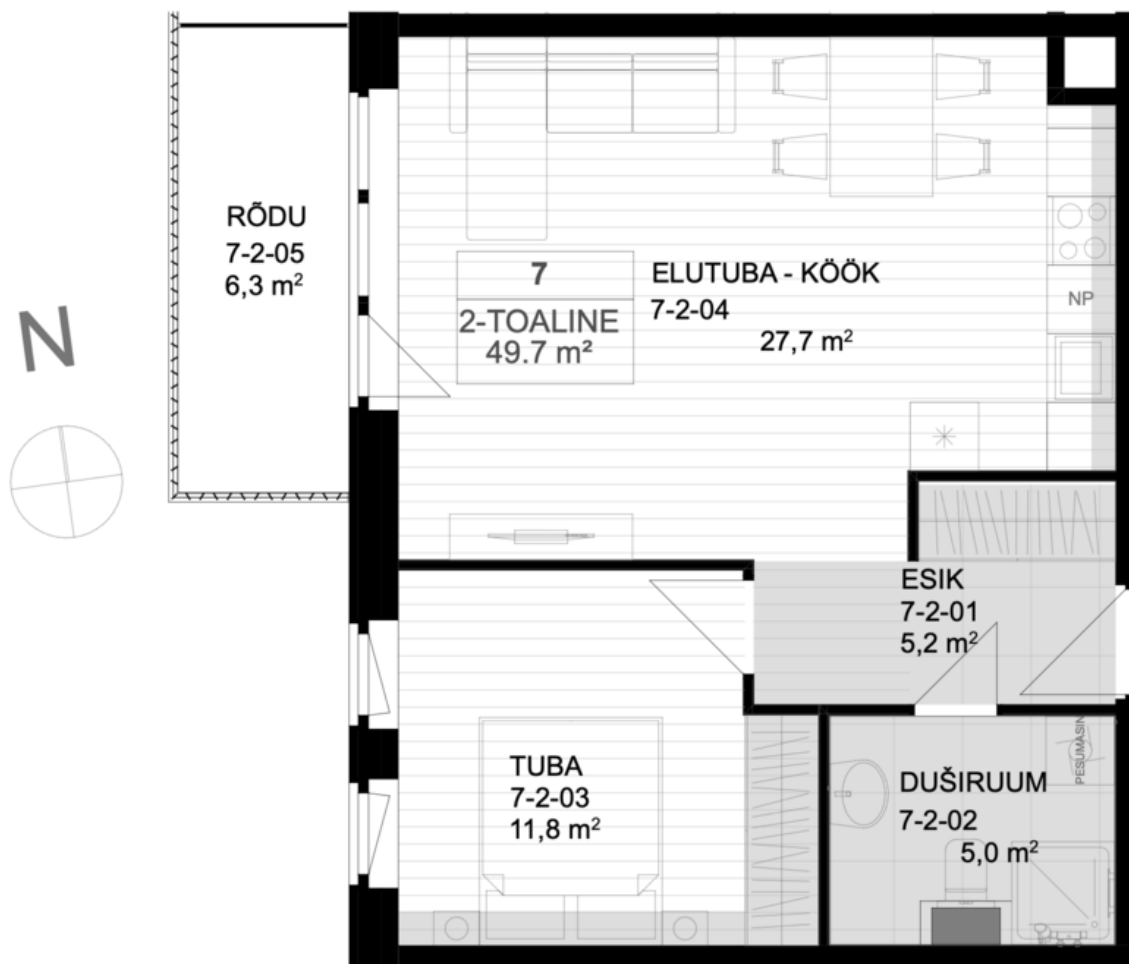 RÕDU
7-2-05
6,3 m²
N
7
2-TOALINE
49.7 m²
ELUTUBA - KÖÖK
7-2-04
27,7 m²
NP
ESIK
7-2-01
5,2 m²
TUBA
7-2-03
11,8 m²
DUŠIRUUM
7-2-02
5,0 m²
PESUMASIN